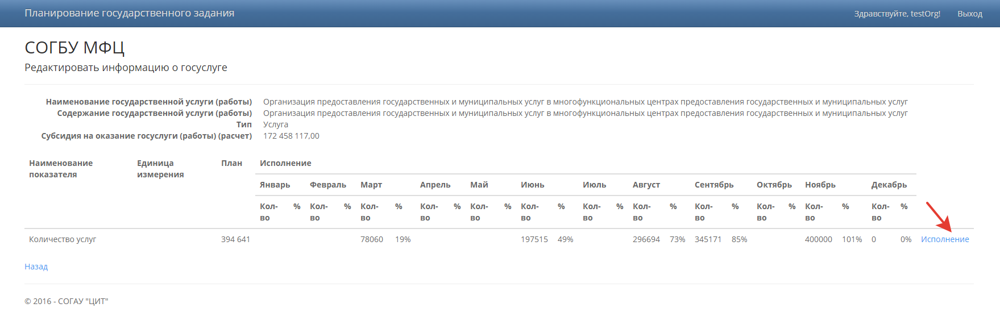 Планирование государственного задания Здравствуйте, testOrg! Выход
СОГБУ МФЦ
Редактировать информацию о госуслуге
Наименование государственной услуги (работы) Организация предоставления государственных и муниципальных услуг в многофункциональных центрах предоставления государственных и муниципальных услуг
Содержание государственной услуги (работы) Организация предоставления государственных и муниципальных услуг в многофункциональных центрах предоставления государственных и муниципальных услуг
Тип Услуга
Субсидия на оказание госуслуги (работы) (расчет) 172 458 117,00
Наименование Единица План Исполнение
показателя измерения
Январь Февраль Март Апрель Май Июнь Июль Август Сентябрь Октябрь Ноябрь Декабрь
Кол- % Кол- % Кол- % Кол- % Кол- % Кол- % Кол- % Кол- % Кол- % Кол- % Кол- % Кол- %
во во во во во во во во во во во во
Количество услуг 394 641 78060 19% 197515 49% 296694 73% 345171 85% 400000 101% 0 0% Исполнение
Назад
© 2016 - СОГАУ "ЦИТ"